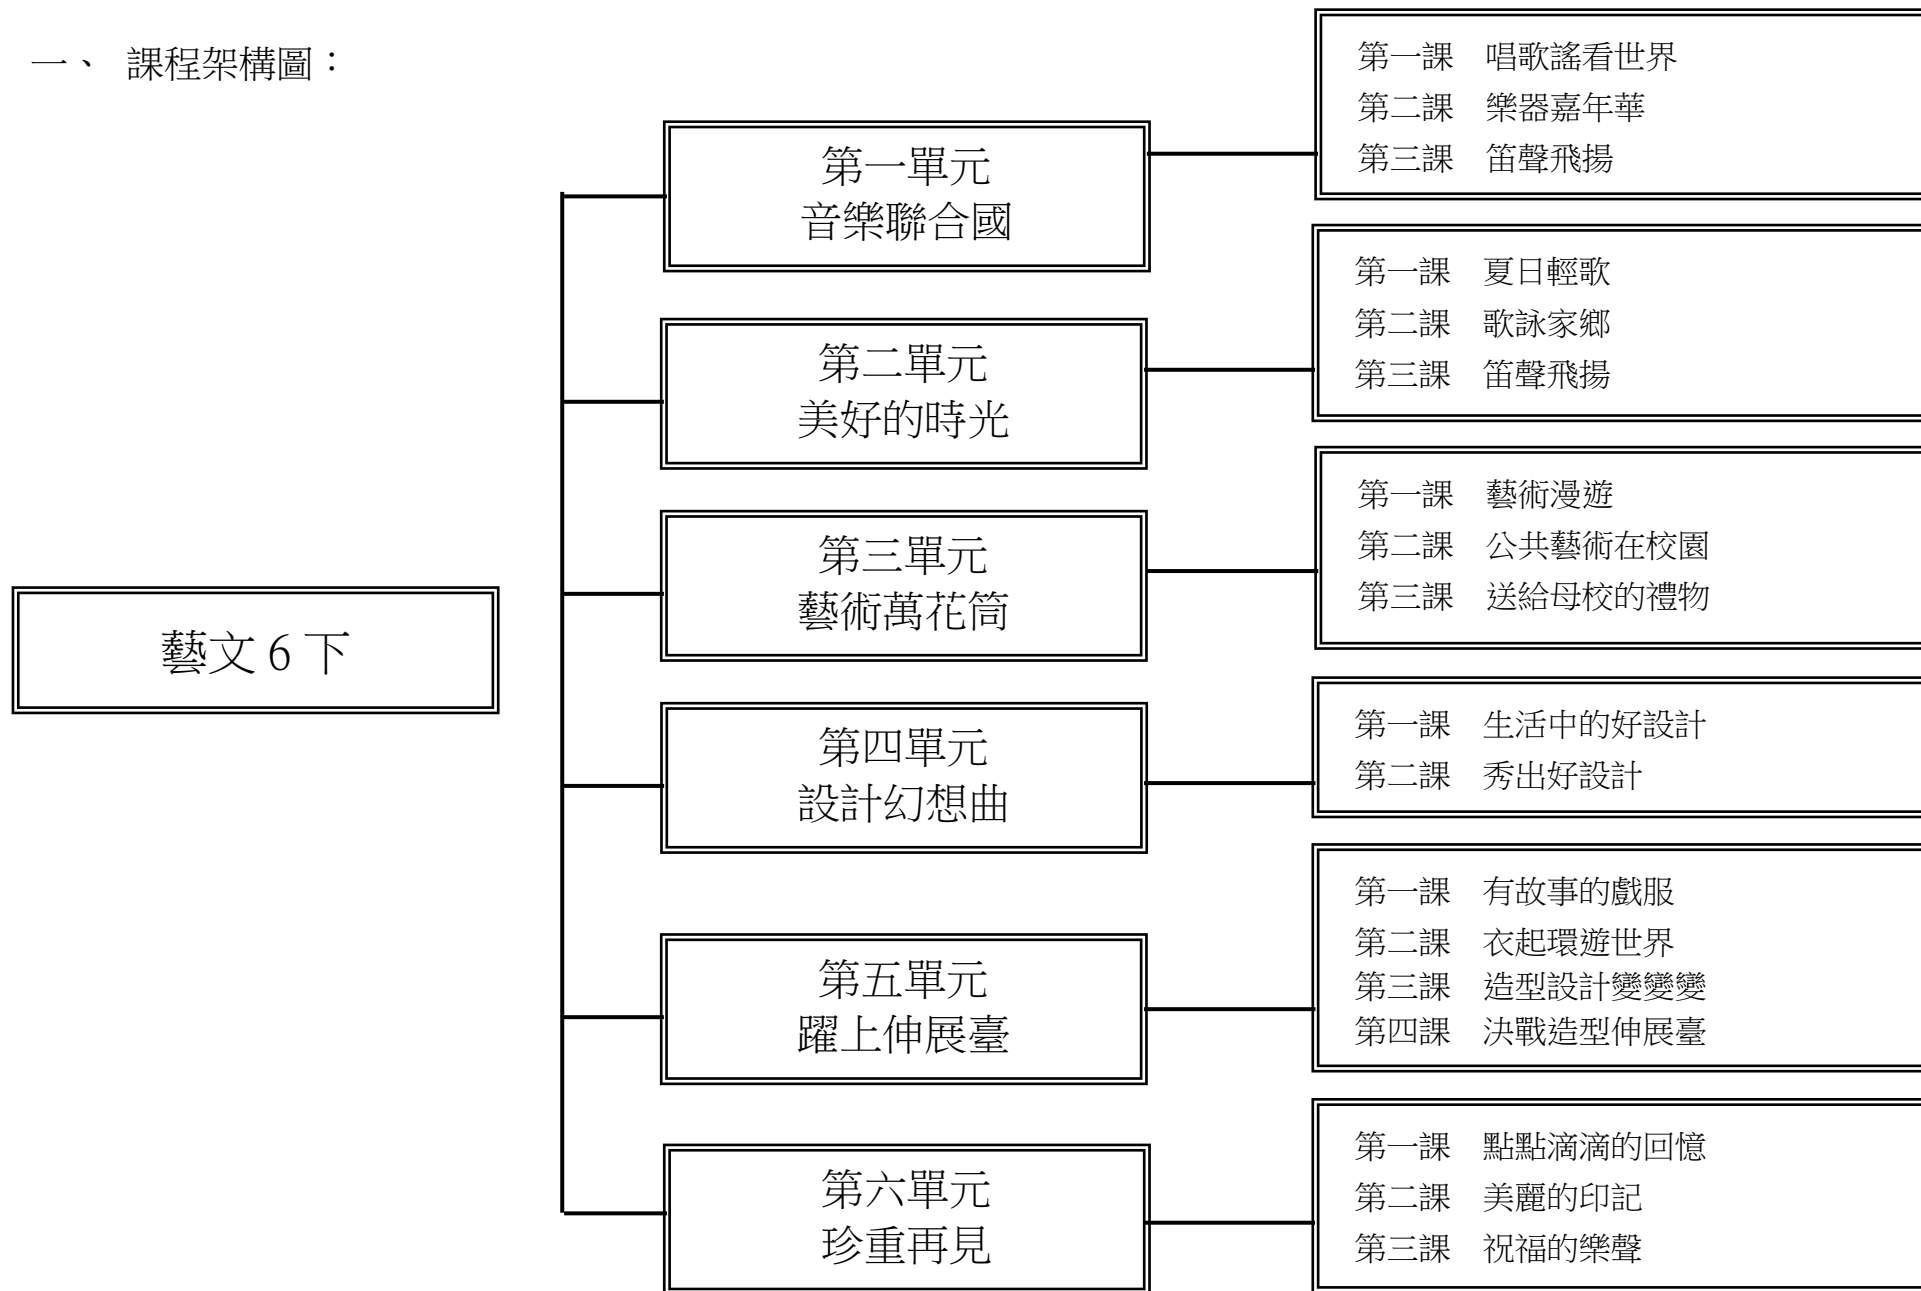 一、 課程架構圖：
藝文6下
第一單元
音樂聯合國
第一課　唱歌謠看世界
第二課　樂器嘉年華
第三課　笛聲飛揚
第二單元
美好的時光
第一課　夏日輕歌
第二課　歌詠家鄉
第三課　笛聲飛揚
第三單元
藝術萬花筒
第一課　藝術漫遊
第二課　公共藝術在校園
第三課　送給母校的禮物
第四單元
設計幻想曲
第一課　生活中的好設計
第二課　秀出好設計
第五單元
躍上伸展臺
第一課　有故事的戲服
第二課　衣起環遊世界
第三課　造型設計變變變
第四課　決戰造型伸展臺
第六單元
珍重再見
第一課　點點滴滴的回憶
第二課　美麗的印記
第三課　祝福的樂聲